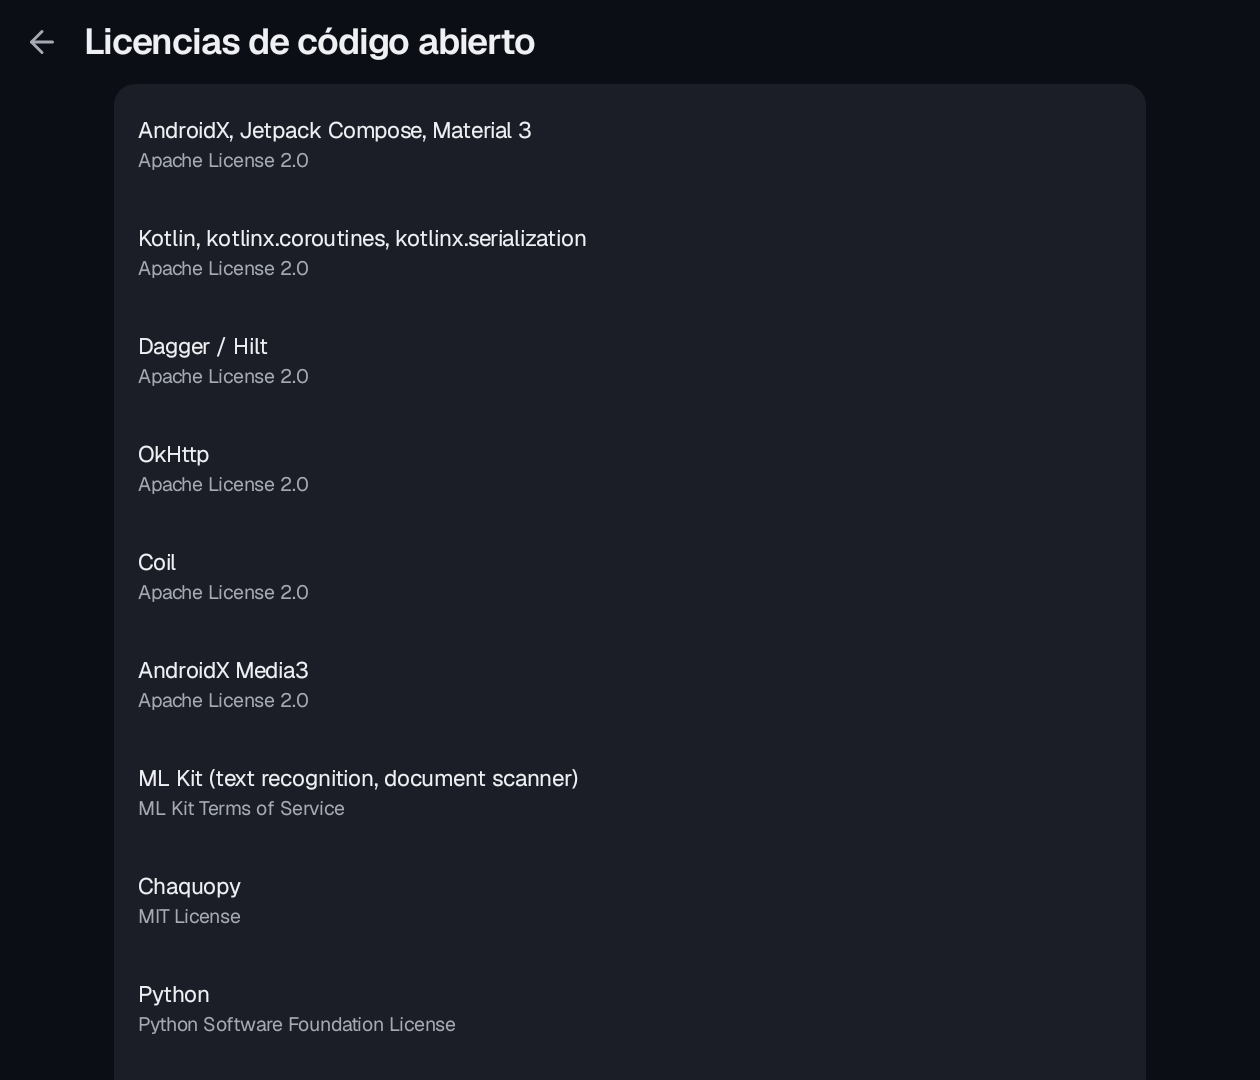 Licencias de código abierto
AndroidX, Jetpack Compose, Material 3
Apache License 2.0
Kotlin, kotlinx.coroutines, kotlinx.serialization
Apache License 2.0
Dagger / Hilt
Apache License 2.0
OkHttp
Apache License 2.0
Coil
Apache License 2.0
AndroidX Media3
Apache License 2.0
ML Kit (text recognition, document scanner)
ML Kit Terms of Service
Chaquopy
MIT License
Python
Python Software Foundation License